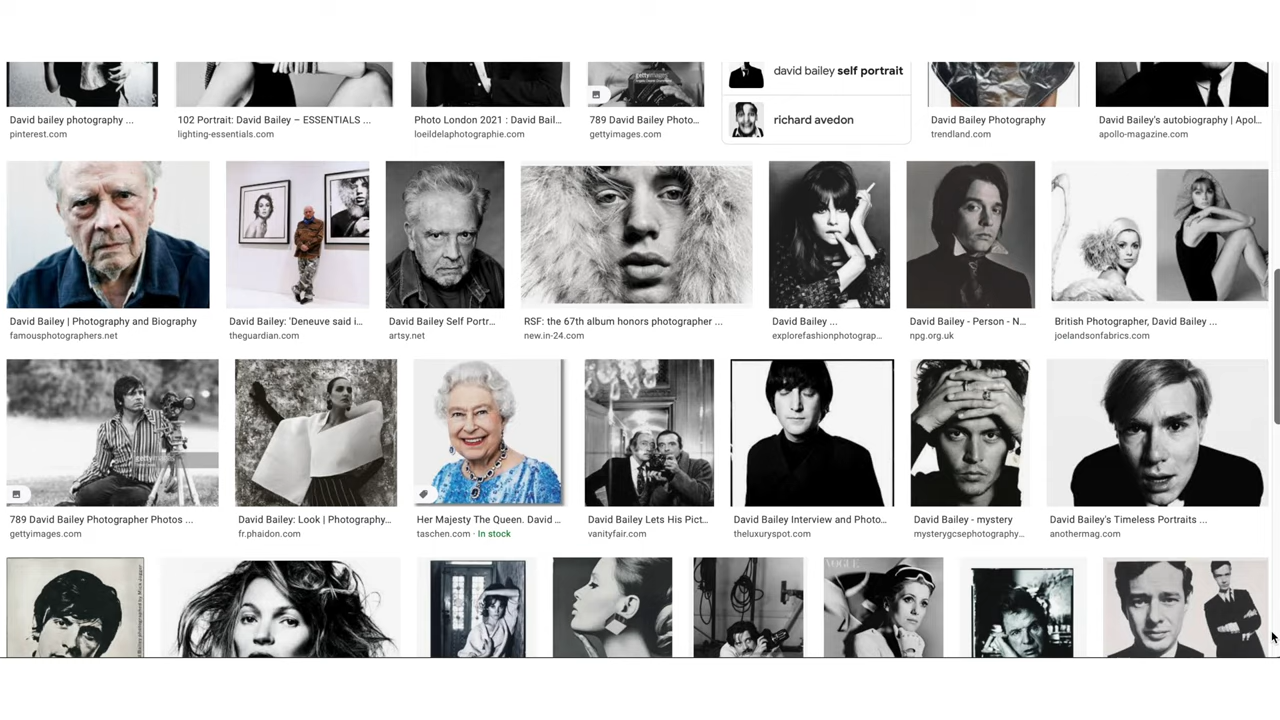 david bailey self portrait
richard avedon
gettyimages
David bailey photography ...
pinterest.com
102 Portrait: David Bailey – ESSENTIALS ...
lighting-essentials.com
Photo London 2021 : David Bail...
loeildelaphotographie.com
789 David Bailey Photo...
gettyimages.com
David Bailey Photography
trendland.com
David Bailey's autobiography | Apol...
apollo-magazine.com
David Bailey | Photography and Biography
famousphotographers.net
David Bailey: 'Deneuve said i...
theguardian.com
David Bailey Self Portr...
artsy.net
RSF: the 67th album honors photographer ...
new.in-24.com
David Bailey ...
explorefashionphotograp...
David Bailey - Person - N...
npg.org.uk
British Photographer, David Bailey ...
joelandsonfabrics.com
gettyimages
789 David Bailey Photographer Photos ...
gettyimages.com
David Bailey: Look | Photography...
fr.phaidon.com
Her Majesty The Queen. David ...
taschen.com · In stock
David Bailey Lets His Pict...
vanityfair.com
David Bailey Interview and Photo...
theluxuryspot.com
David Bailey - mystery
mysterygcsephotography...
David Bailey's Timeless Portraits ...
anothermag.com
VOGUE